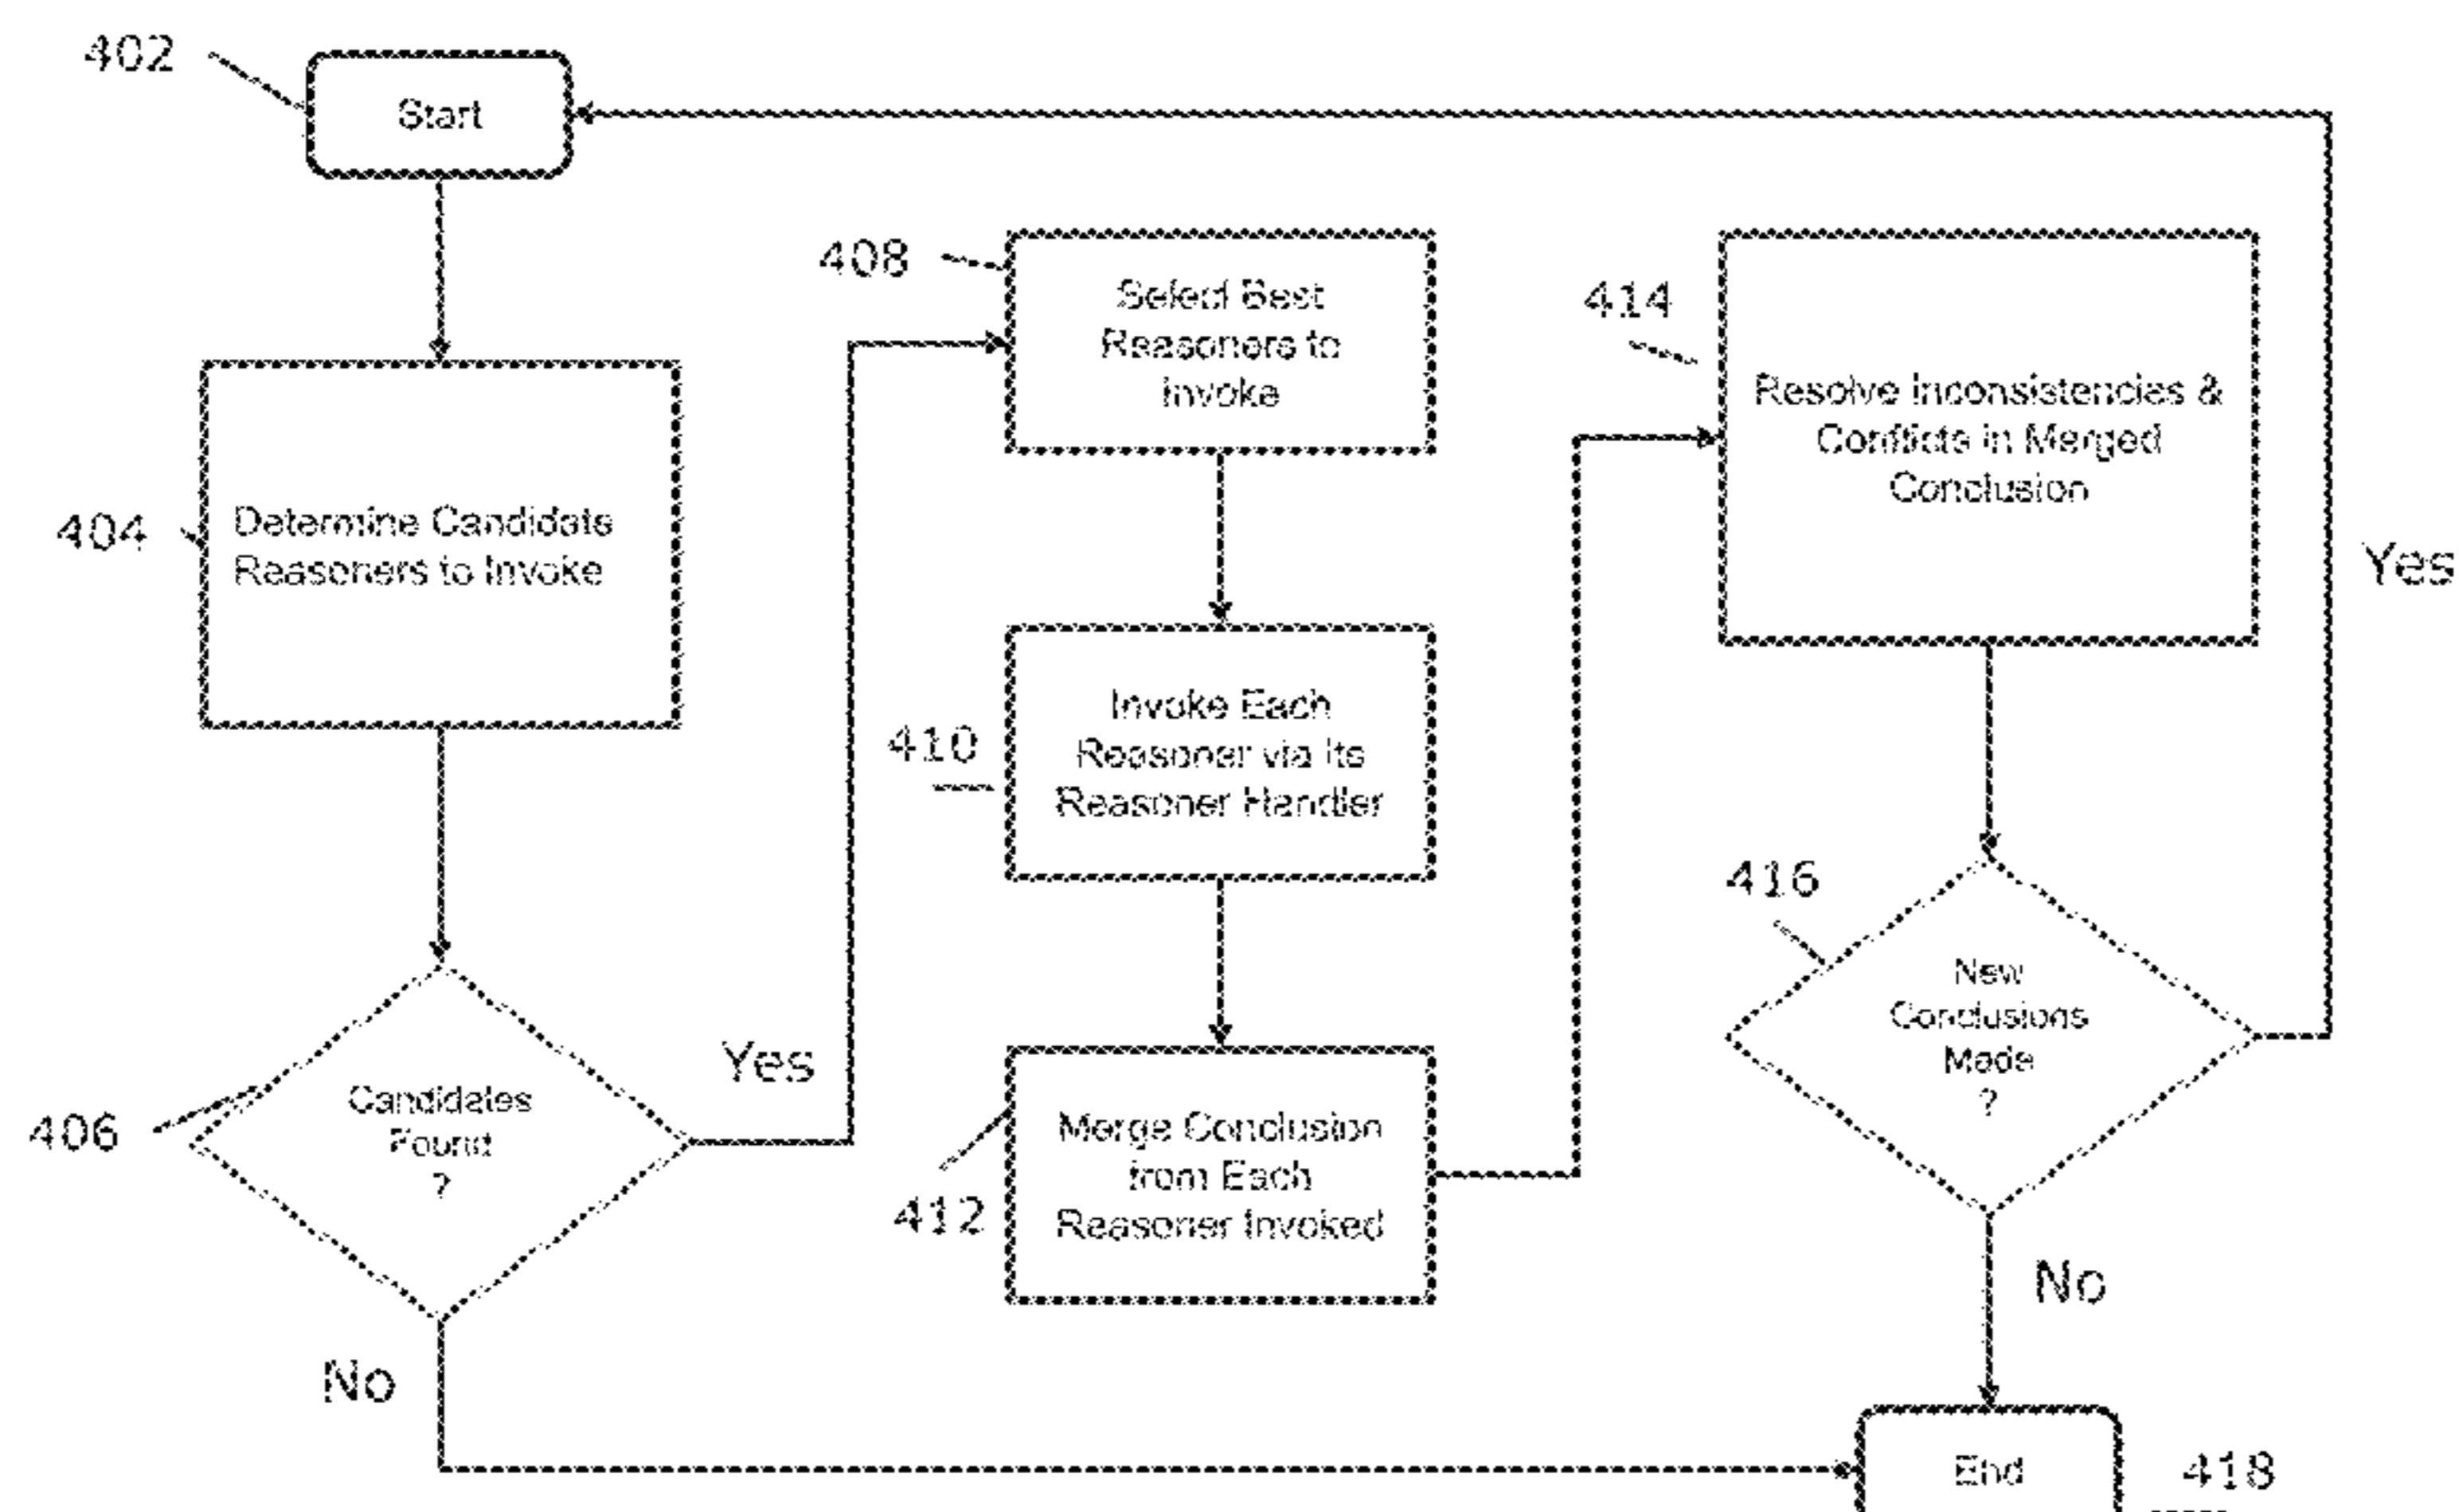 402
Start
404
Determine Candidate
Reasoners to Invoke
406
Candidates
Found
?
Yes
No
408
Select Best
Reasoners to
Invoke
410
Invoke Each
Reasoner via its
Reasoner Handler
412
Merge Conclusion
from Each
Reasoner Invoked
414
Resolve Inconsistencies &
Conflicts in Merged
Conclusion
416
New
Conclusions
Made
?
Yes
No
End
418